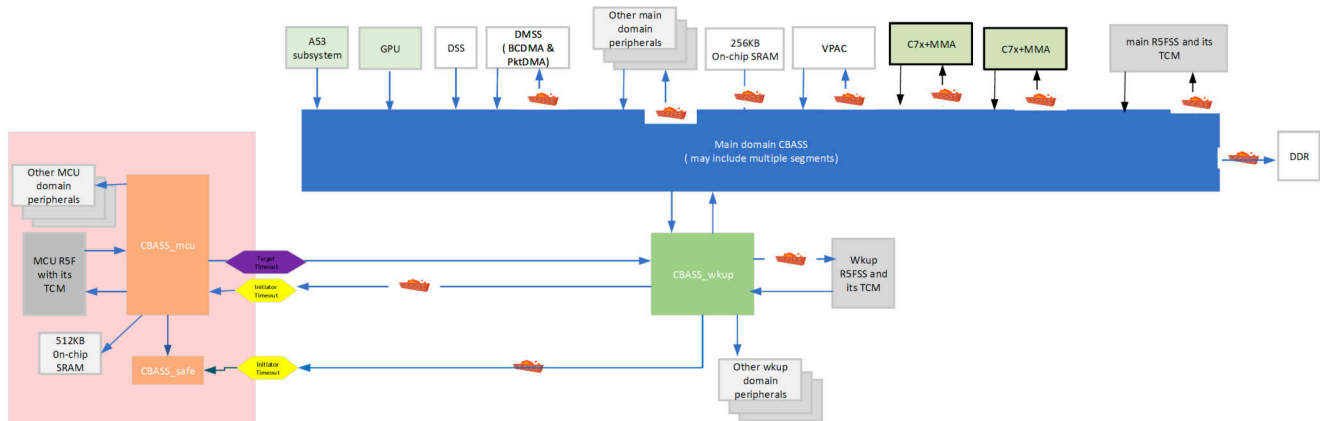 A53
subsystem
GPU
DSS
DMSS
( BCDMA &
PktDMA)
Other main
domain
peripherals
256KB
On-chip SRAM
VPAC
C7x+MMA
C7x+MMA
main R5FSS and its
TCM
Main domain CBASS
( may include multiple segments)
DDR
Other MCU
domain
peripherals
CBASS_mcu
MCU R5F
with its
TCM
Target
Timeout
Initiator
Timeout
CBASS_wkup
Wkup
R5FSS and
its TCM
512KB
0n-chip
SRAM
CBASS_safe
Initiator
Timeout
Other wkup
domain
peripherals